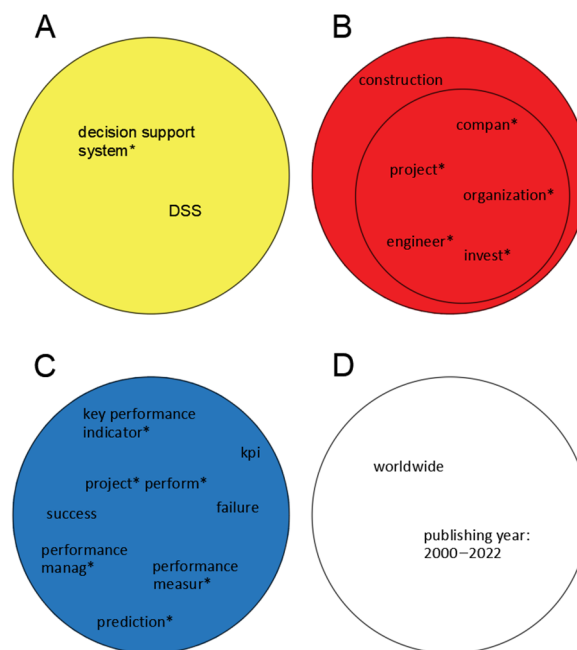 A
B
decision support
system*
DSS
construction
compan*
project*
organization*
engineer*
invest*
C
D
key performance
indicator*
kpi
project* perform*
success
failure
performance
manag*
performance
measur*
prediction*
worldwide
publishing year:
2000–2022